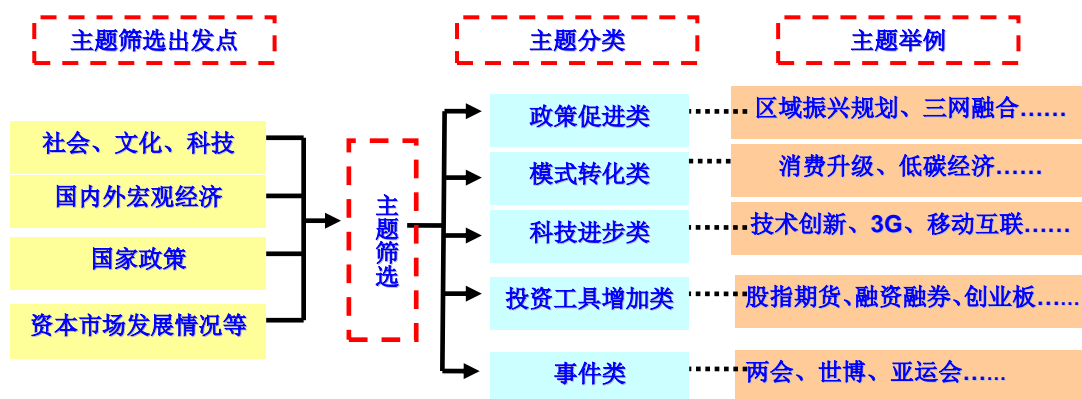 主题筛选出发点
主题分类
主题举例
社会、文化、科技
国内外宏观经济
国家政策
资本市场发展情况等
主题筛选
政策促进类
模式转化类
科技进步类
投资工具增加类
事件类
区域振兴规划、三网融合……
消费升级、低碳经济……
技术创新、3G、移动互联……
股指期货、融资融券、创业板……
两会、世博、亚运会……